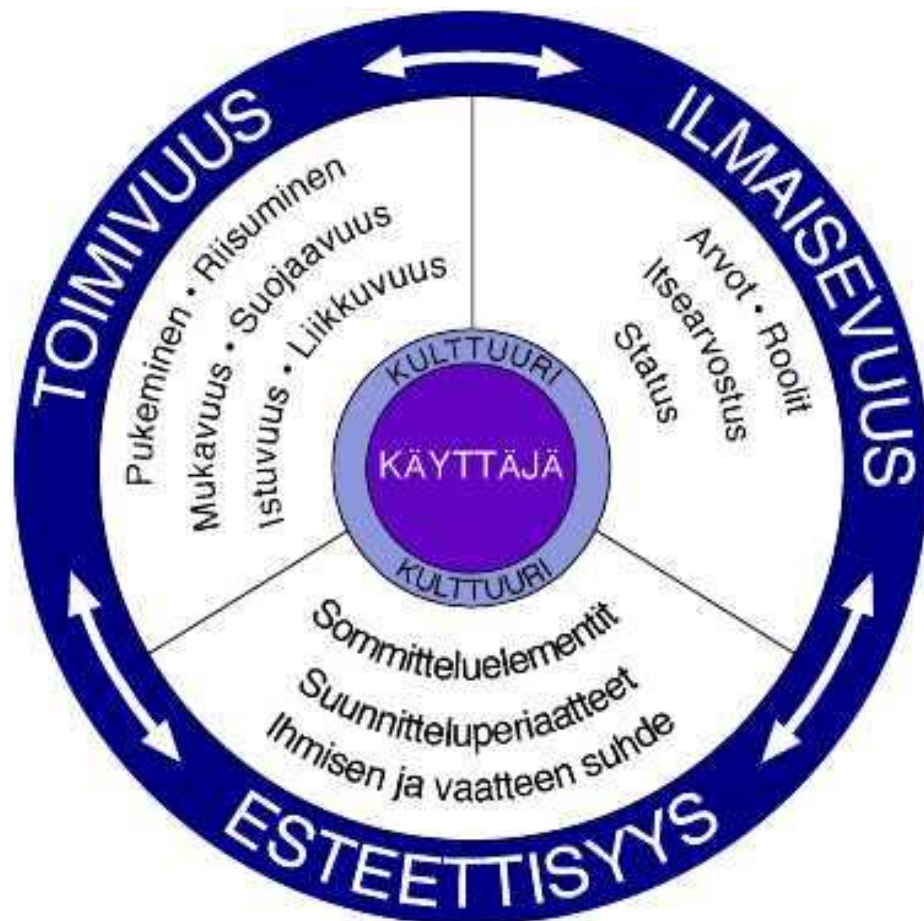 TOIMIVUUS
Pukeminen • Riisuminen
Mukavuus • Suojaavuus
Istuvuus • Liikkuvuus
ILMAISEVUUS
Arvot • Roolit
Itsearvostus
Status
KULTTUURI
KÄYTTÄJÄ
KULTTUURI
Sommitteluelementit
Suunnitteluperiaatteet
Ihmisen ja vaatteen suhde
ESTEETTISYYS